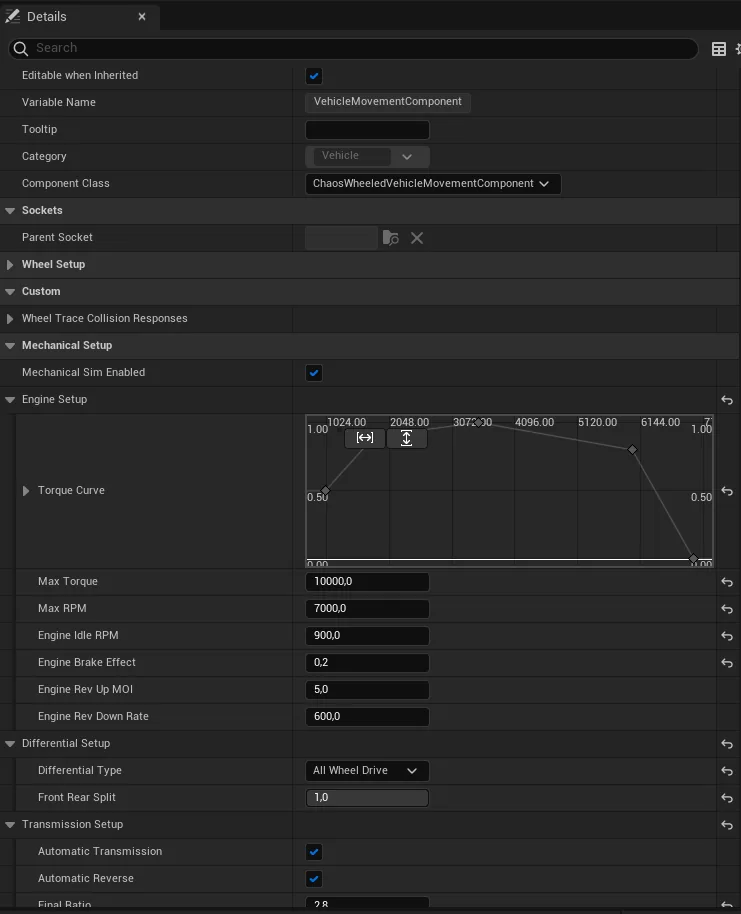 Details
Search
Editable when Inherited
Variable Name VehicleMovementComponent
Tooltip
Category Vehicle
Component Class ChaosWheeledVehicleMovementComponent
Sockets
Parent Socket
Wheel Setup
Custom
Wheel Trace Collision Responses
Mechanical Setup
Mechanical Sim Enabled
Engine Setup
1024.00 2048.00 3072.00 4096.00 5120.00 6144.00
1.00 1.00
Torque Curve
0.50 0.50
0.00 0.00
Max Torque 10000,0
Max RPM 7000,0
Engine Idle RPM 900,0
Engine Brake Effect 0,2
Engine Rev Up MOI 5,0
Engine Rev Down Rate 600,0
Differential Setup
Differential Type All Wheel Drive
Front Rear Split 1,0
Transmission Setup
Automatic Transmission
Automatic Reverse
Final Ratio 2,8